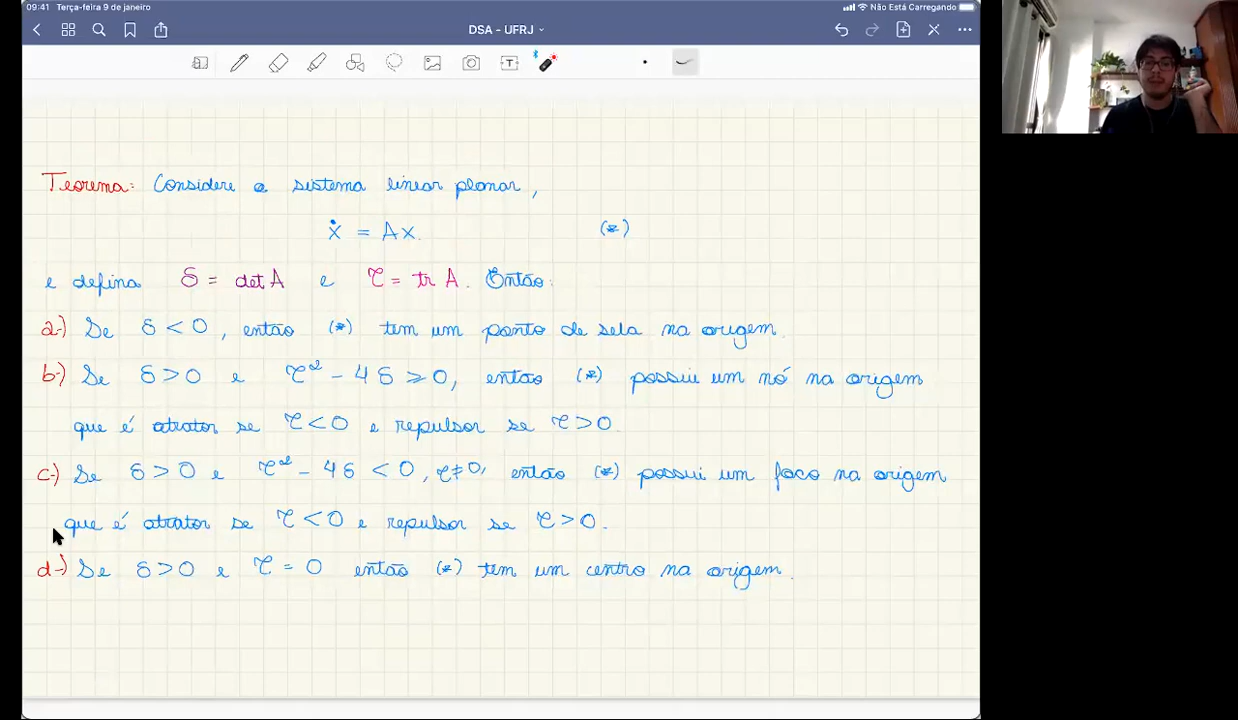 09:41 Terça-feira 9 de janeiro
Não Está Carregando
DSA - UFRJ
Teorema: Considere o sistema linear planar,
ẋ = Ax. (*)
e defina δ = det A e τ = tr A. Então:
a-) Se δ < 0, então (*) tem um ponto de sela na origem.
b-) Se δ > 0 e τ² - 4δ ≥ 0, então (*) possui um nó na origem
que é atrator se τ < 0 e repulsor se τ > 0.
c-) Se δ > 0 e τ² - 4δ < 0, τ ≠ 0, então (*) possui um foco na origem
que é atrator se τ < 0 e repulsor se τ > 0.
d-) Se δ > 0 e τ = 0 então (*) tem um centro na origem.